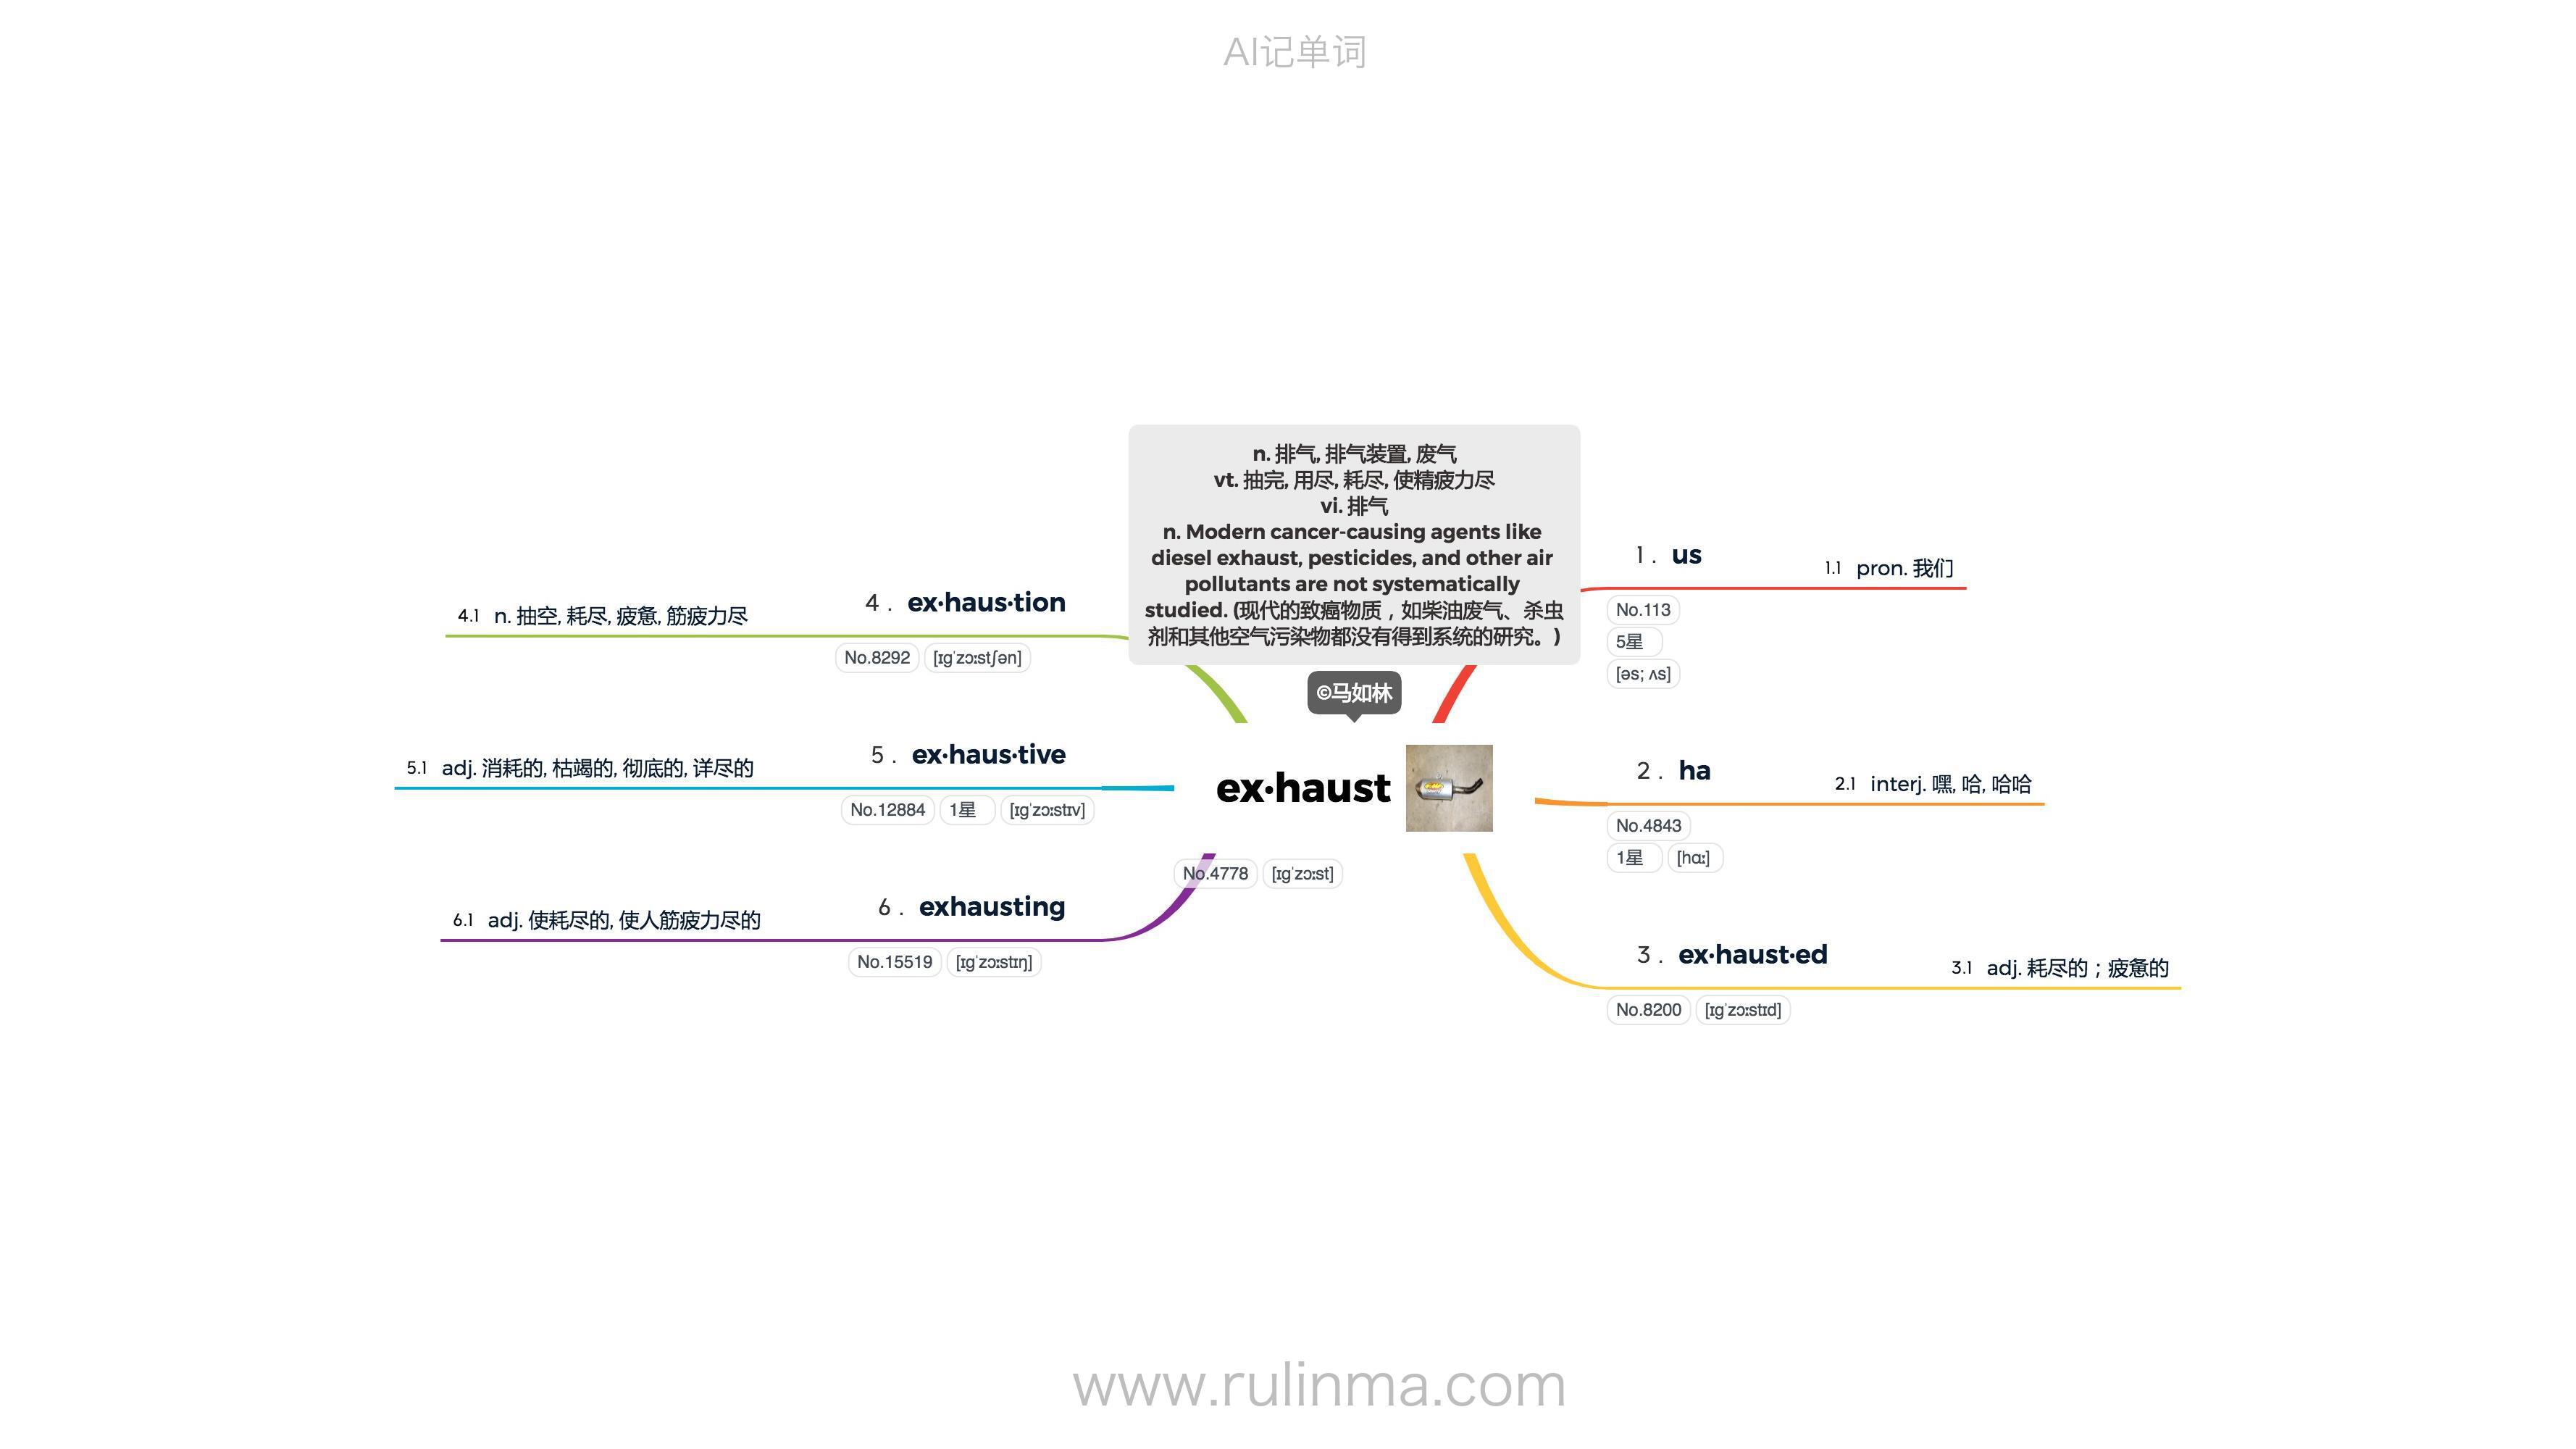 AI记单词
n. 排气, 排气装置, 废气
vt. 抽完, 用尽, 耗尽, 使精疲力尽
vi. 排气
n. Modern cancer-causing agents like
diesel exhaust, pesticides, and other air
pollutants are not systematically
studied. (现代的致癌物质，如柴油废气、杀虫
剂和其他空气污染物都没有得到系统的研究。)
©马如林
ex·haust
No.4778 [ɪɡˈzɔːst]
1. us
1.1 pron. 我们
No.113
5星
[əs; ʌs]
2. ha
2.1 interj. 嘿, 哈, 哈哈
No.4843
1星 [hɑː]
3. ex·haust·ed
3.1 adj. 耗尽的；疲惫的
No.8200 [ɪɡˈzɔːstɪd]
4. ex·haus·tion
4.1 n. 抽空, 耗尽, 疲惫, 筋疲力尽
No.8292 [ɪɡˈzɔːstʃən]
5. ex·haus·tive
5.1 adj. 消耗的, 枯竭的, 彻底的, 详尽的
No.12884 1星 [ɪɡˈzɔːstɪv]
6. exhausting
6.1 adj. 使耗尽的, 使人筋疲力尽的
No.15519 [ɪɡˈzɔːstɪŋ]
www.rulinma.com